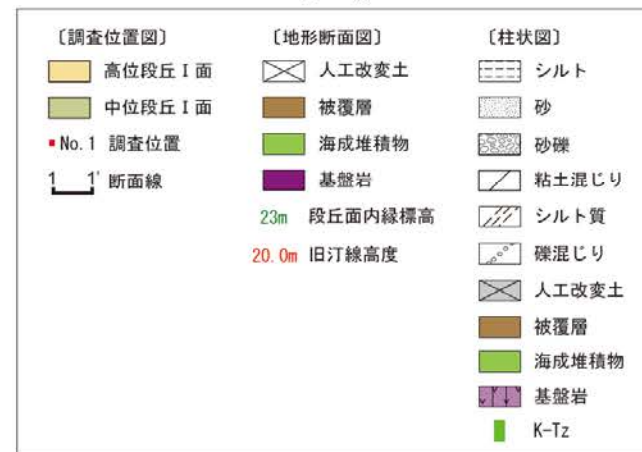 〔調査位置図〕
高位段丘Ⅰ面
中位段丘Ⅰ面
No.1 調査位置
1 1' 断面線
〔地形断面図〕
人工改変土
被覆層
海成堆積物
基盤岩
23m 段丘面内縁標高
20.0m 旧汀線高度
〔柱状図〕
シルト
砂
砂礫
粘土混じり
シルト質
礫混じり
人工改変土
被覆層
海成堆積物
基盤岩
K-Tz